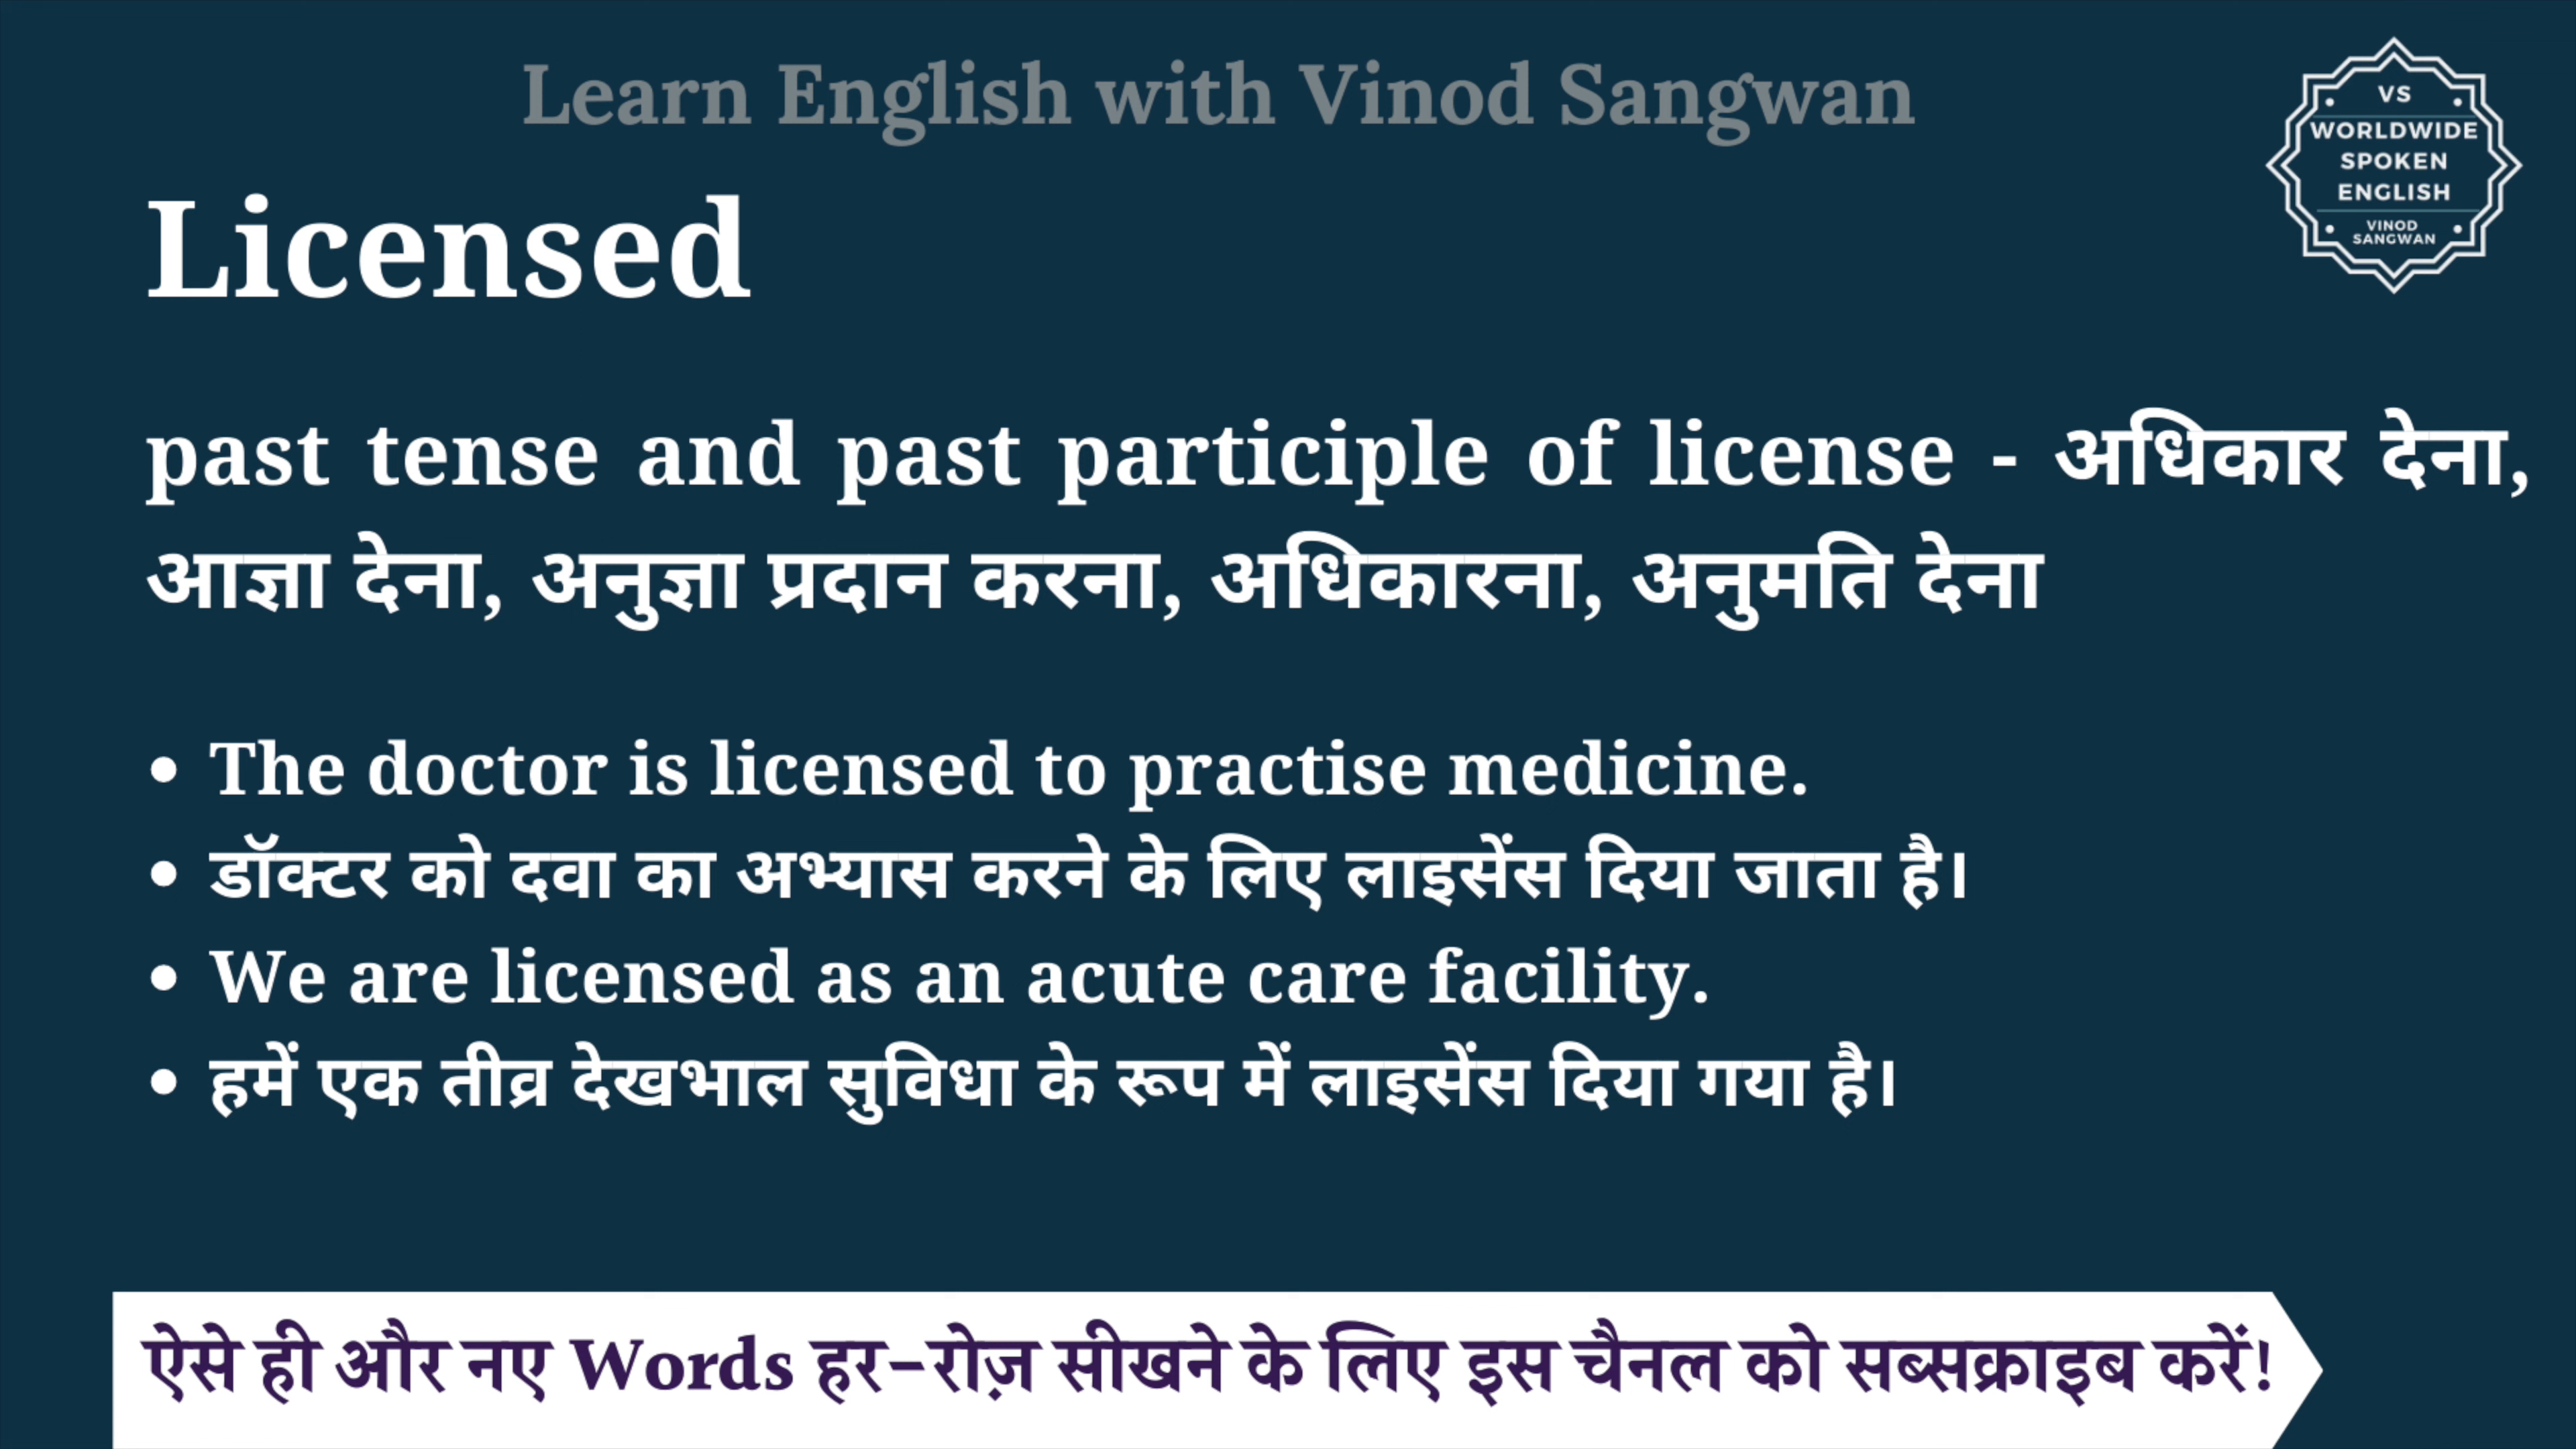 Learn English with Vinod Sangwan
VS
WORLDWIDE
SPOKEN
ENGLISH
VINOD
SANGWAN
Licensed
past tense and past participle of license - अधिकार देना,
आज्ञा देना, अनुज्ञा प्रदान करना, अधिकारना, अनुमति देना
• The doctor is licensed to practise medicine.
• डॉक्टर को दवा का अभ्यास करने के लिए लाइसेंस दिया जाता है।
• We are licensed as an acute care facility.
• हमें एक तीव्र देखभाल सुविधा के रूप में लाइसेंस दिया गया है।
ऐसे ही और नए Words हर-रोज़ सीखने के लिए इस चैनल को सब्सक्राइब करें!